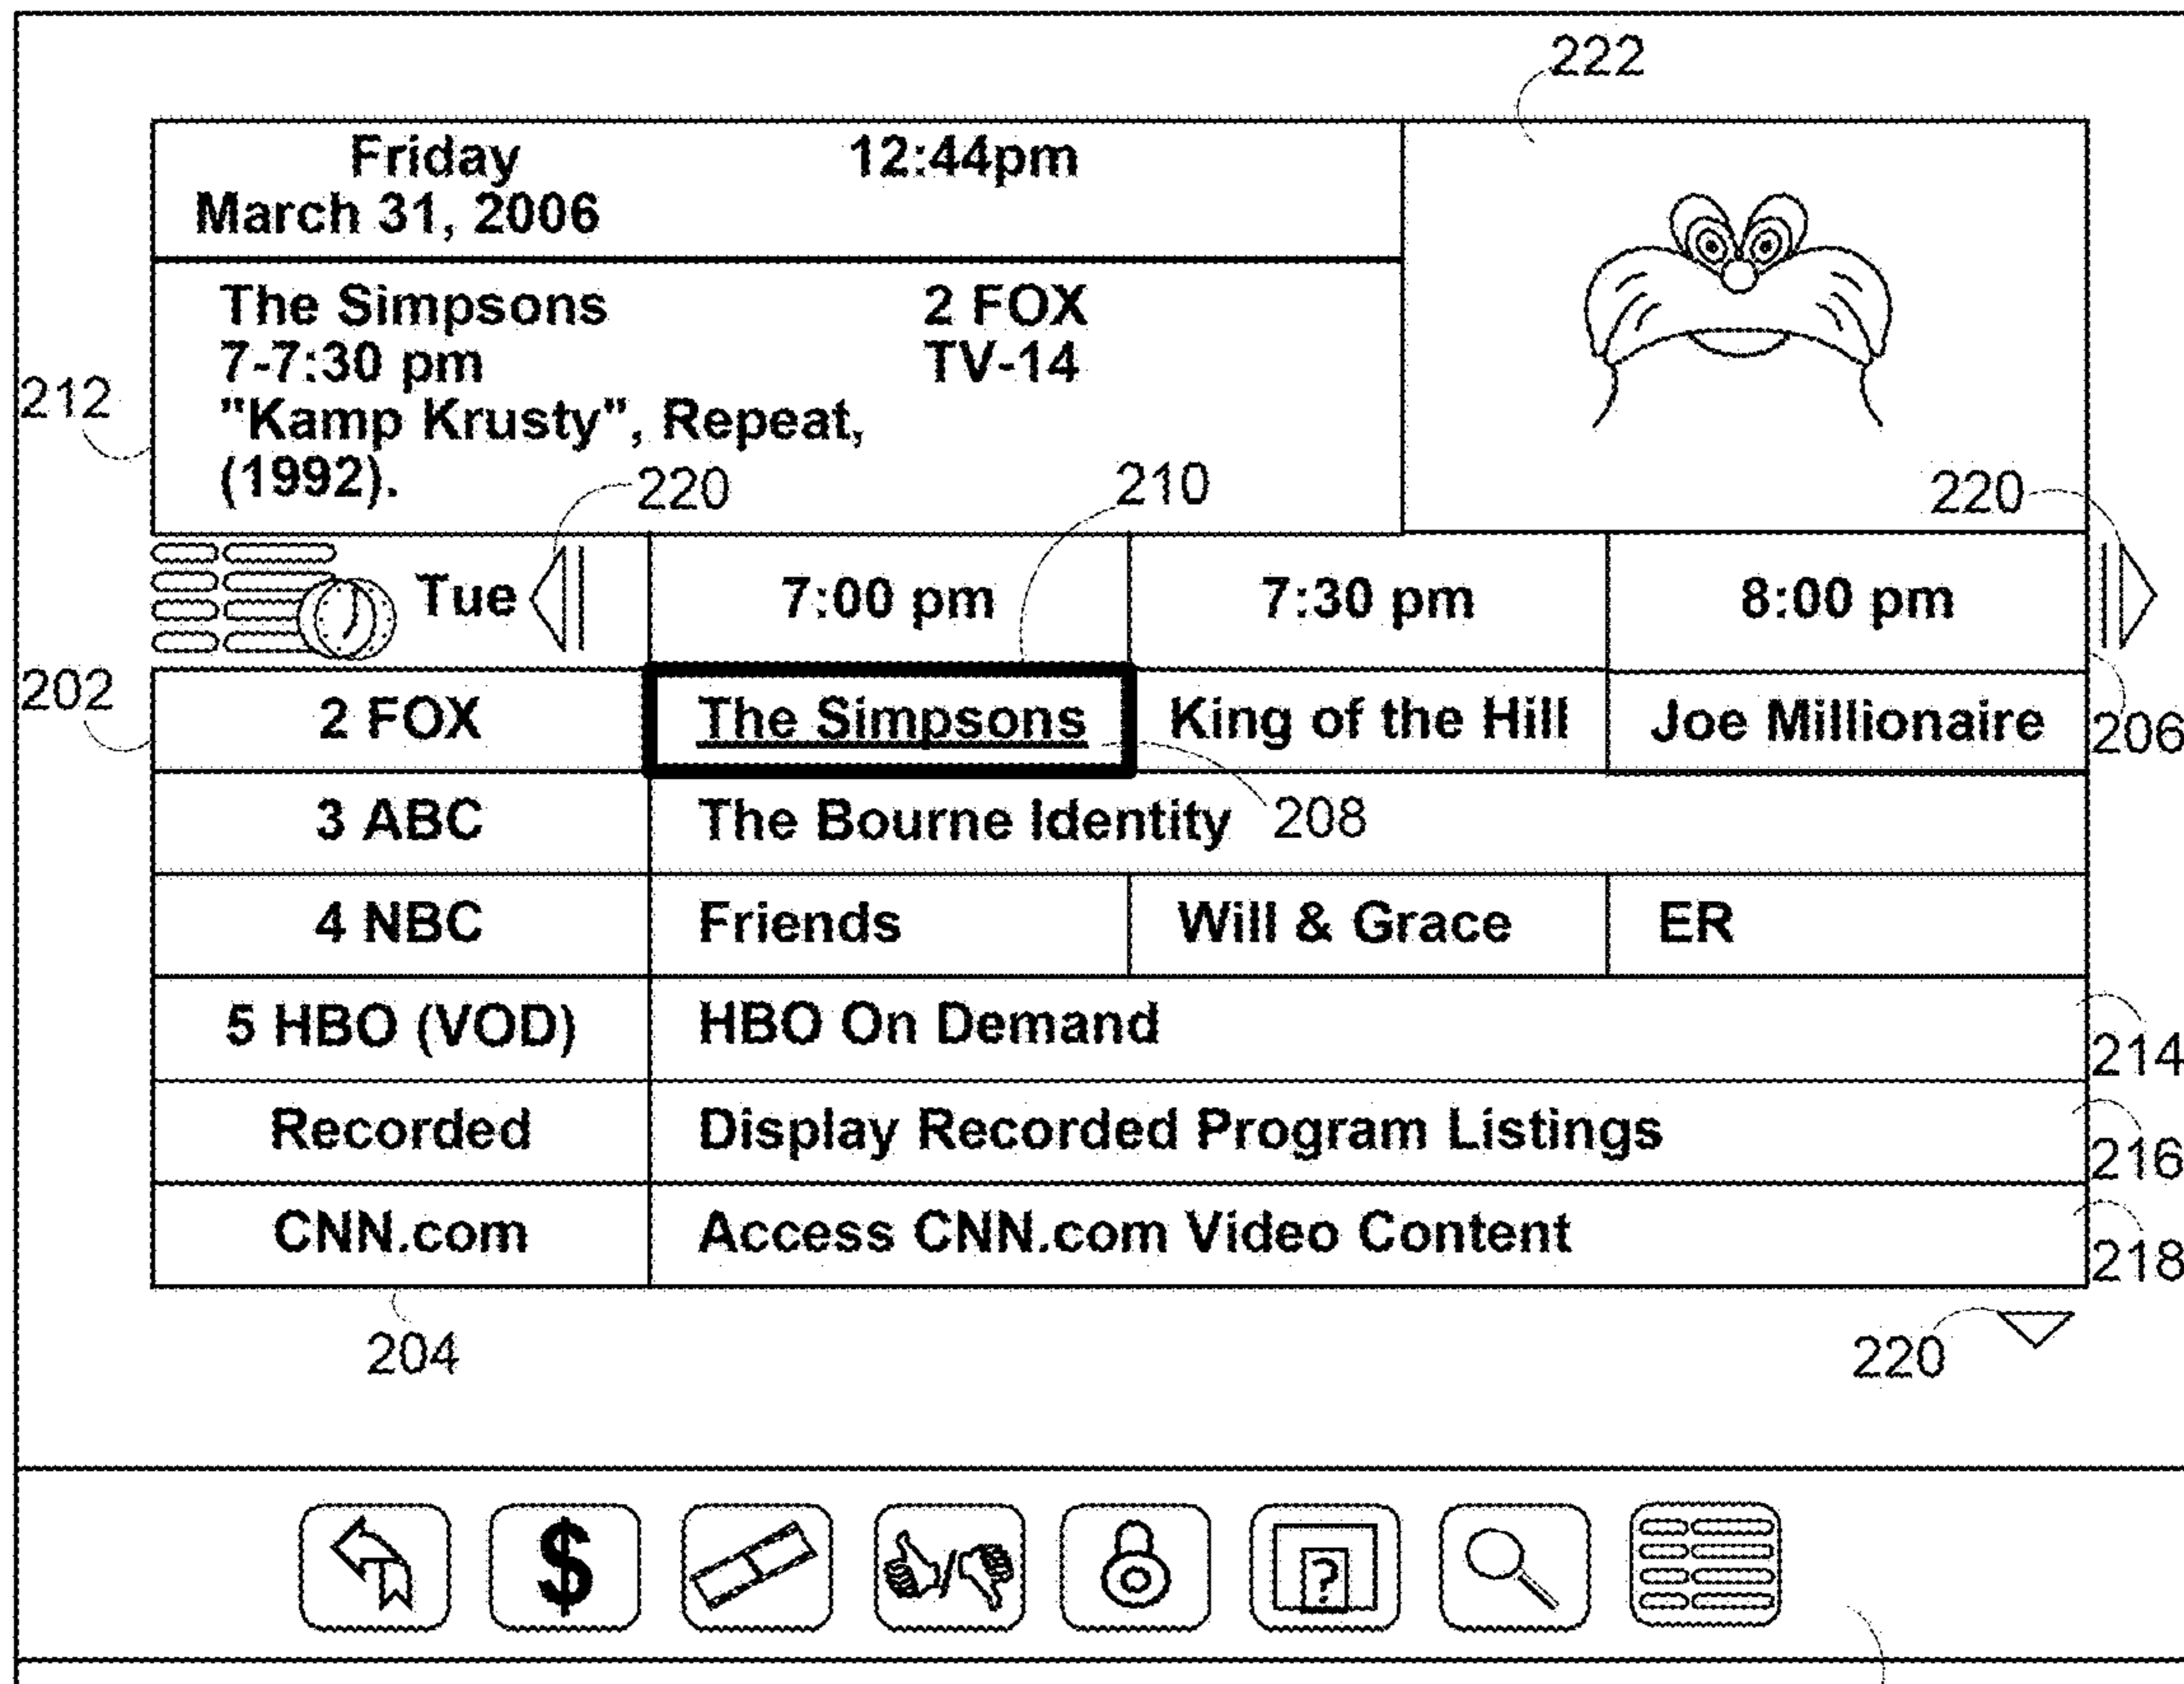 222
Friday 12:44pm
March 31, 2006
The Simpsons 2 FOX
7-7:30 pm TV-14
212
"Kamp Krusty", Repeat,
(1992).
220 210 220
Tue 7:00 pm 7:30 pm 8:00 pm
202
2 FOX The Simpsons King of the Hill Joe Millionaire
206
3 ABC The Bourne Identity 208
4 NBC Friends Will & Grace ER
5 HBO (VOD) HBO On Demand
214
Recorded Display Recorded Program Listings
216
CNN.com Access CNN.com Video Content
218
204 220
$ ?